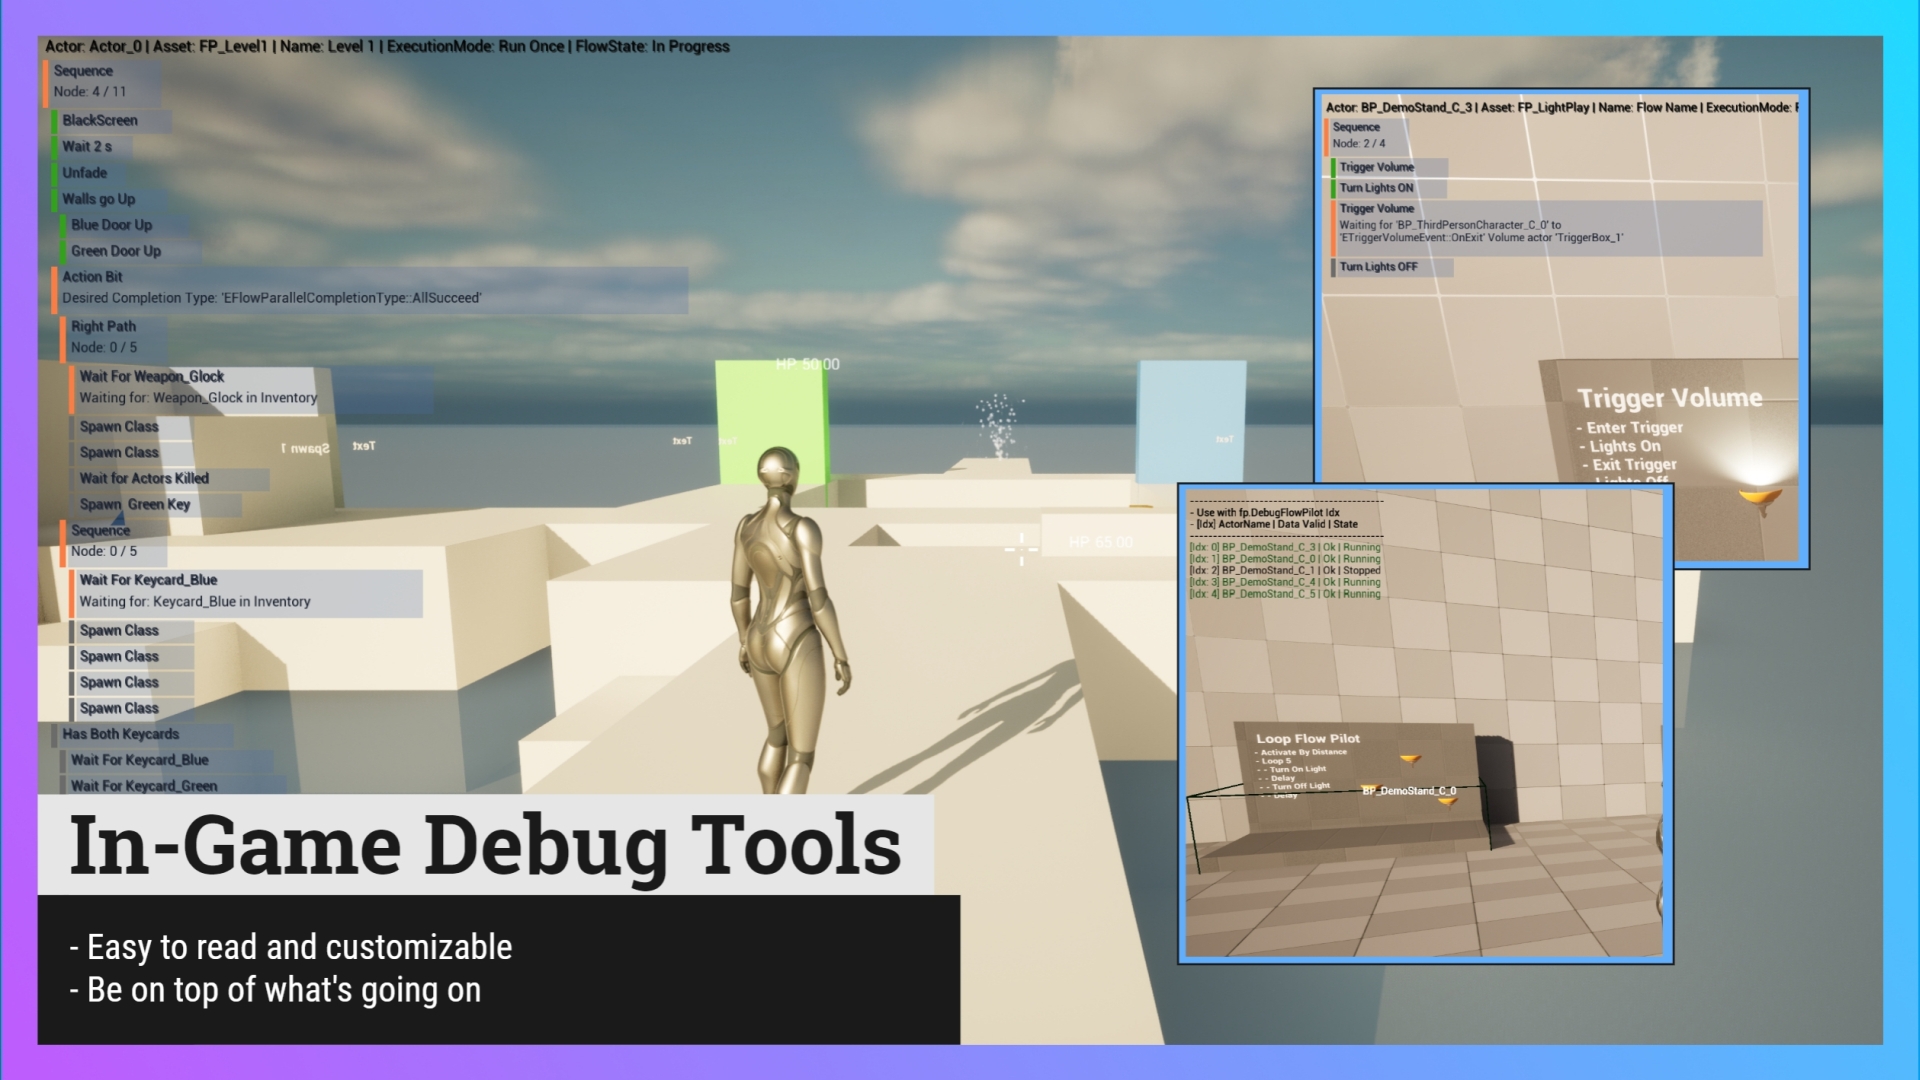 Actor: Actor_0 | Asset: FP_Level1 | Name: Level 1 | ExecutionMode: Run Once | FlowState: In Progress
Sequence
Node: 4 / 11
BlackScreen
Wait 2 s
Unfade
Walls go Up
Blue Door Up
Green Door Up
Action Bit
Desired Completion Type: 'EFlowParallelCompletionType::AllSucceed'
Right Path
Node: 0 / 5
Wait For Weapon_Glock
Waiting for: Weapon_Glock in Inventory
Spawn Class
Spawn Class
Wait for Actors Killed
Spawn Green Key
Sequence
Node: 0 / 5
Wait For Keycard_Blue
Waiting for: Keycard_Blue in Inventory
Spawn Class
Spawn Class
Spawn Class
Spawn Class
Has Both Keycards
Wait For Keycard_Blue
Wait For Keycard_Green
HP 50.00
Spawn 1
Text
Text
Text
Text
HP 65.00
Actor: BP_DemoStand_C_3 | Asset: FP_LightPlay | Name: Flow Name | ExecutionMode:
Sequence
Node: 2 / 4
Trigger Volume
Turn Lights ON
Trigger Volume
Waiting for 'BP_ThirdPersonCharacter_C_0' to
'ETriggerVolumeEvent::OnExit' Volume actor 'TriggerBox_1'
Turn Lights OFF
Trigger Volume
- Enter Trigger
- Lights On
- Exit Trigger
- Lights Off
- Use with fp.DebugFlowPilot Idx
- [Idx] ActorName | Data Valid | State
[Idx: 0] BP_DemoStand_C_3 | Ok | Running
[Idx: 1] BP_DemoStand_C_0 | Ok | Running
[Idx: 2] BP_DemoStand_C_1 | Ok | Stopped
[Idx: 3] BP_DemoStand_C_4 | Ok | Running
[Idx: 4] BP_DemoStand_C_5 | Ok | Running
Loop Flow Pilot
- Activate By Distance
- Loop 5
- - Turn On Light
- - Delay
- - Turn Off Light
- - Delay
BP_DemoStand_C_0
In-Game Debug Tools
- Easy to read and customizable
- Be on top of what's going on